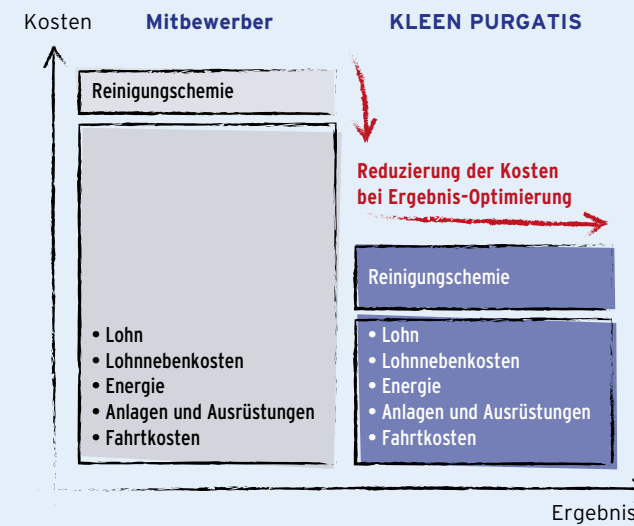 Kosten
Mitbewerber
KLEEN PURGATIS
Reinigungschemie
Reduzierung der Kosten
bei Ergebnis-Optimierung
Reinigungschemie
• Lohn
• Lohnnebenkosten
• Energie
• Anlagen und Ausrüstungen
• Fahrtkosten
• Lohn
• Lohnnebenkosten
• Energie
• Anlagen und Ausrüstungen
• Fahrtkosten
Ergebnis